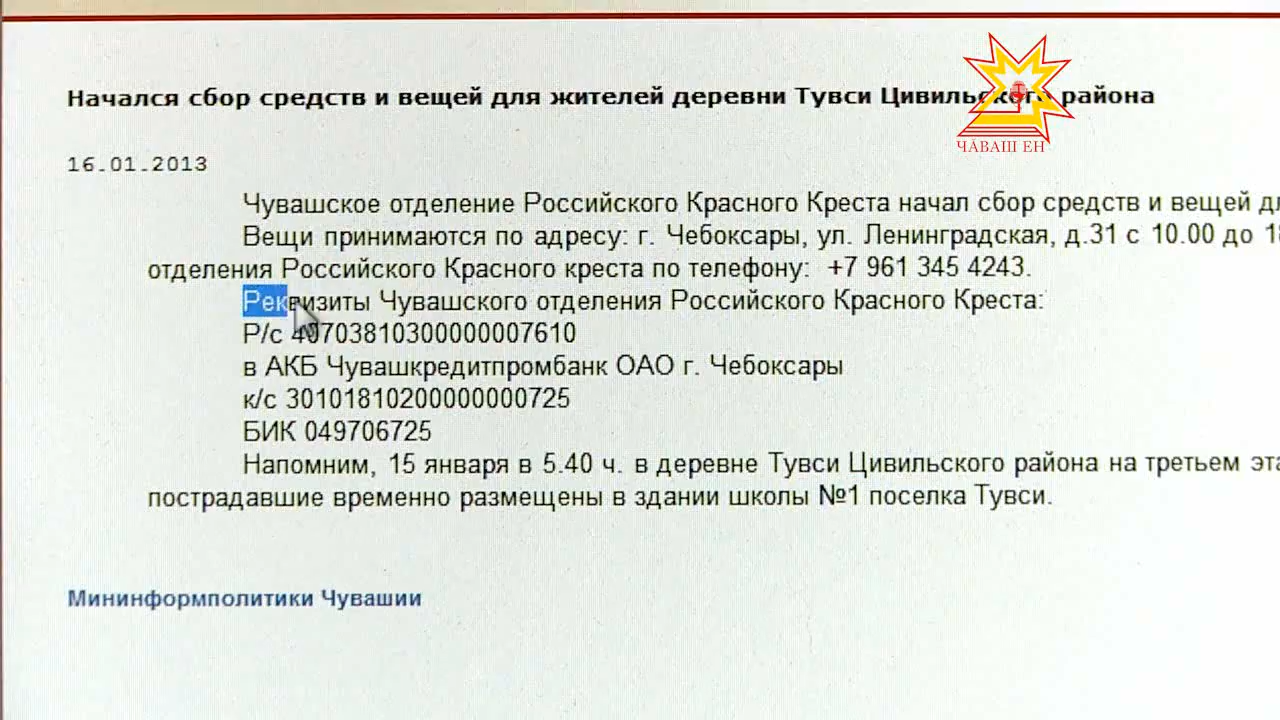 Начался сбор средств и вещей для жителей деревни Тувси Цивильского района
ЧӐВАШ ЕН
16.01.2013
Чувашское отделение Российского Красного Креста начал сбор средств и вещей
Вещи принимаются по адресу: г. Чебоксары, ул. Ленинградская, д.31 с 10.00 до
отделения Российского Красного креста по телефону: +7 961 345 4243.
Реквизиты Чувашского отделения Российского Красного Креста:
Р/с 40703810300000007610
в АКБ Чувашкредитпромбанк ОАО г. Чебоксары
к/с 30101810200000000725
БИК 049706725
Напомним, 15 января в 5.40 ч. в деревне Тувси Цивильского района на третьем
пострадавшие временно размещены в здании школы №1 поселка Тувси.
Мининформполитики Чувашии